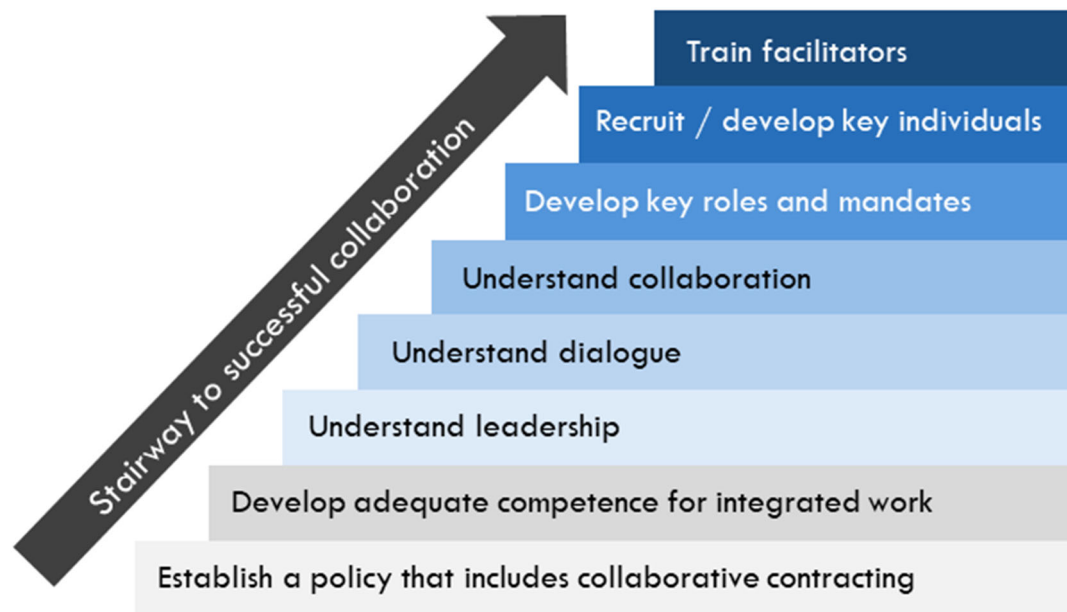 Train facilitators
Recruit / develop key individuals
Develop key roles and mandates
Understand collaboration
Understand dialogue
Understand leadership
Develop adequate competence for integrated work
Establish a policy that includes collaborative contracting
Stairway to successful collaboration